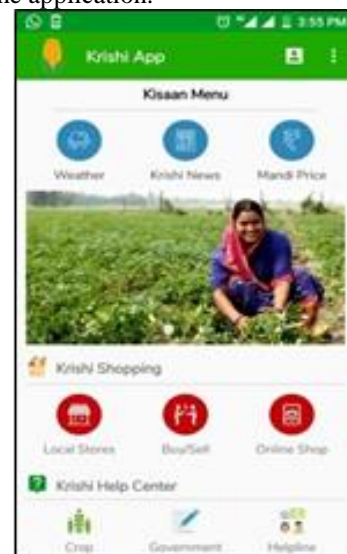 ne application.
3:55 PM
Krishi App
Kisaan Menu
Weather Krishi News Mandi Price
Krishi Shopping
Local Stores Buy/Sell Online Shop
Krishi Help Center
Crop Government Helpline